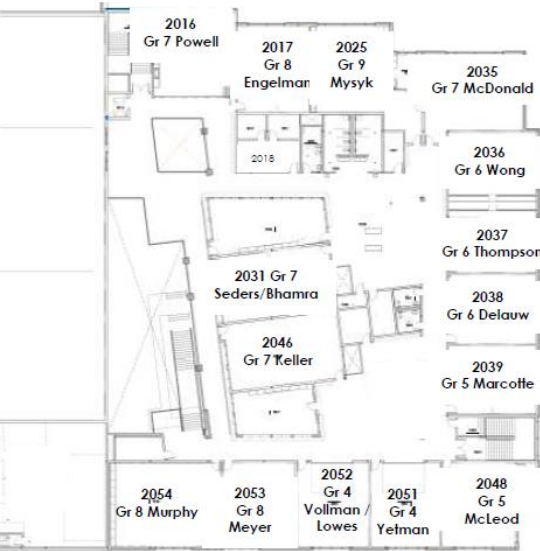 2016
Gr 7 Powell
2017
Gr 8
Engelman
2025
Gr 9
Mysyk
2035
Gr 7 McDonald
2018
2036
Gr 6 Wong
2037
Gr 6 Thompson
2031 Gr 7
Seders/Bhamra
2038
Gr 6 Delauw
2046
Gr 7 Keller
2039
Gr 5 Marcotte
2054
Gr 8 Murphy
2053
Gr 8
Meyer
2052
Gr 4
Vollman /
Lowes
2051
Gr 4
Yetman
2048
Gr 5
McLeod